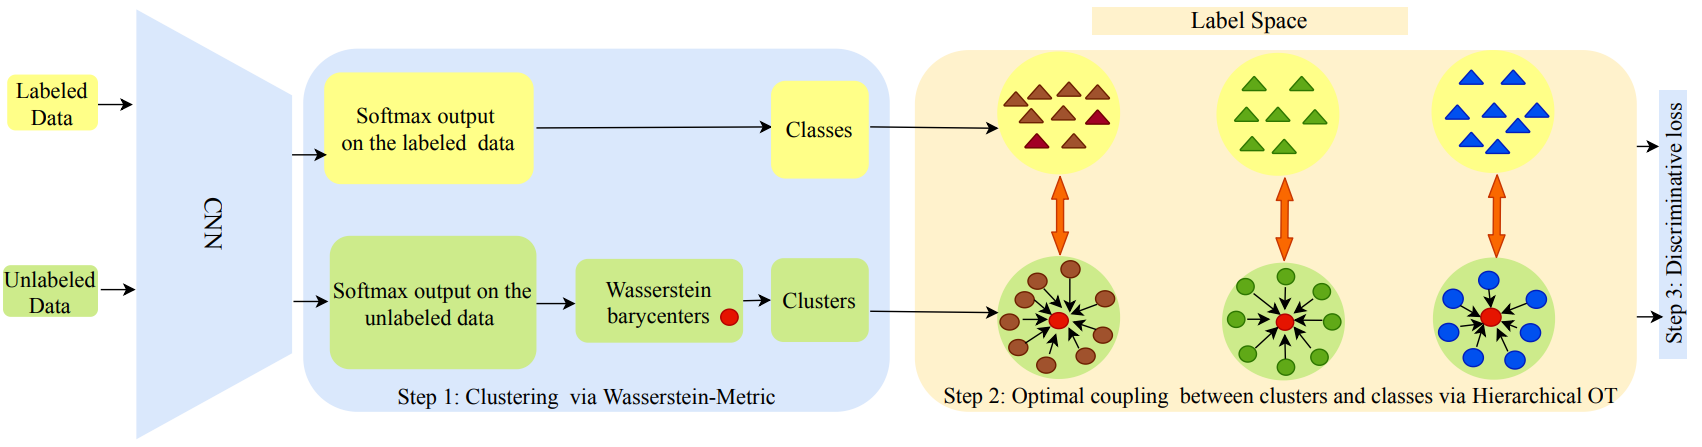 Label Space
Labeled
Data
Softmax output
on the labeled data
Classes
CNN
Unlabeled
Data
Softmax output on the
unlabeled data
Wasserstein
barycenters
Clusters
Step 1: Clustering via Wasserstein-Metric
Step 2: Optimal coupling between clusters and classes via Hierarchical OT
Step 3: Discriminative loss